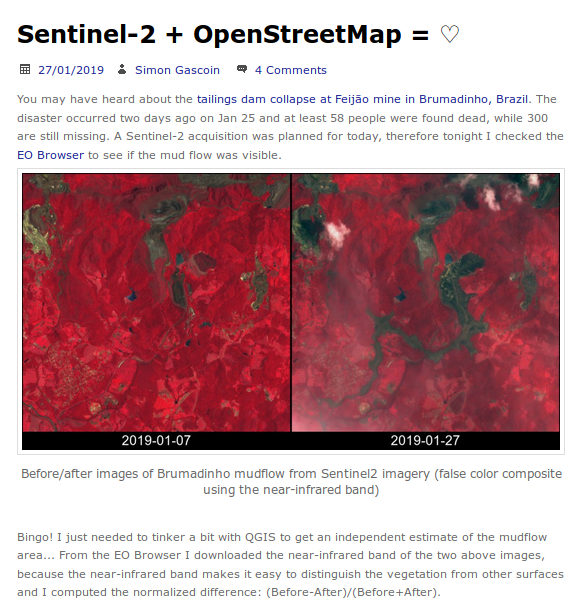 Sentinel-2 + OpenStreetMap = ♡
27/01/2019 Simon Gascoin 4 Comments
You may have heard about the tailings dam collapse at Feijão mine in Brumadinho, Brazil. The
disaster occurred two days ago on Jan 25 and at least 58 people were found dead, while 300
are still missing. A Sentinel-2 acquisition was planned for today, therefore tonight I checked the
EO Browser to see if the mud flow was visible.
2019-01-07 2019-01-27
Before/after images of Brumadinho mudflow from Sentinel2 imagery (false color composite
using the near-infrared band)
Bingo! I just needed to tinker a bit with QGIS to get an independent estimate of the mudflow
area... From the EO Browser I downloaded the near-infrared band of the two above images,
because the near-infrared band makes it easy to distinguish the vegetation from other surfaces
and I computed the normalized difference: (Before-After)/(Before+After).